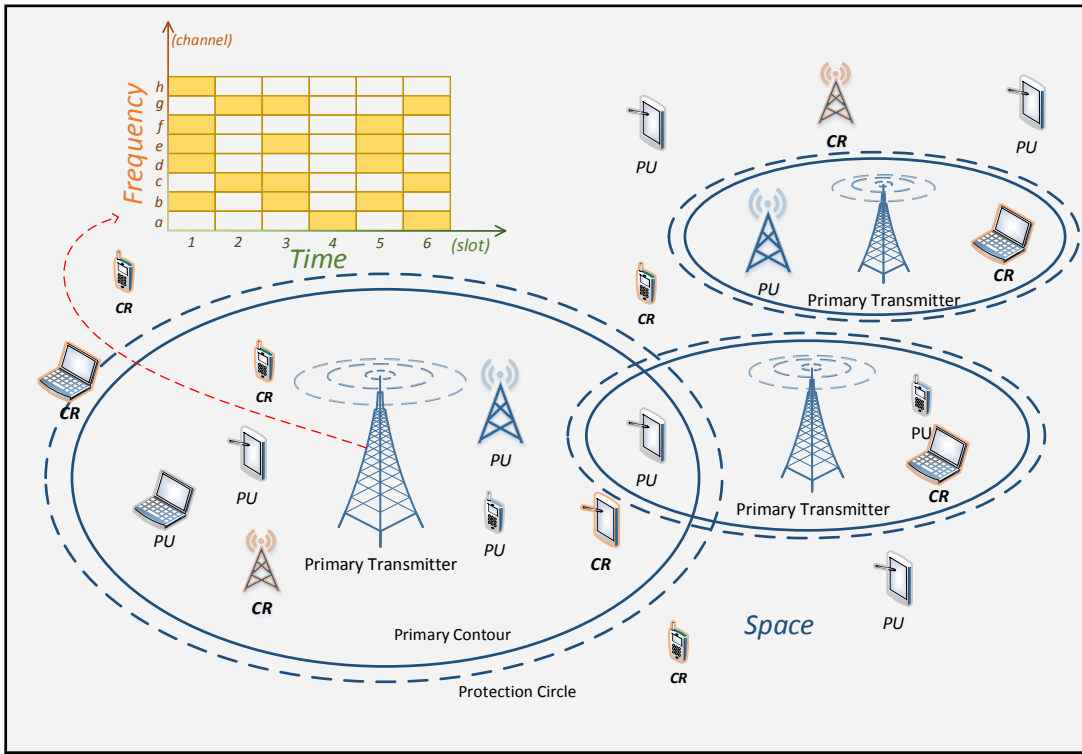 (channel)
Frequency
h
g
f
e
d
c
b
a
1 2 3 4 5 6 (slot)
Time
PU
CR
PU
PU
CR
Primary Transmitter
CR
CR
CR
CR
PU
PU
PU
CR
PU
PU
PU
CR
Primary Transmitter
Primary Transmitter
CR
CR
PU
Primary Contour
Space
CR
Protection Circle